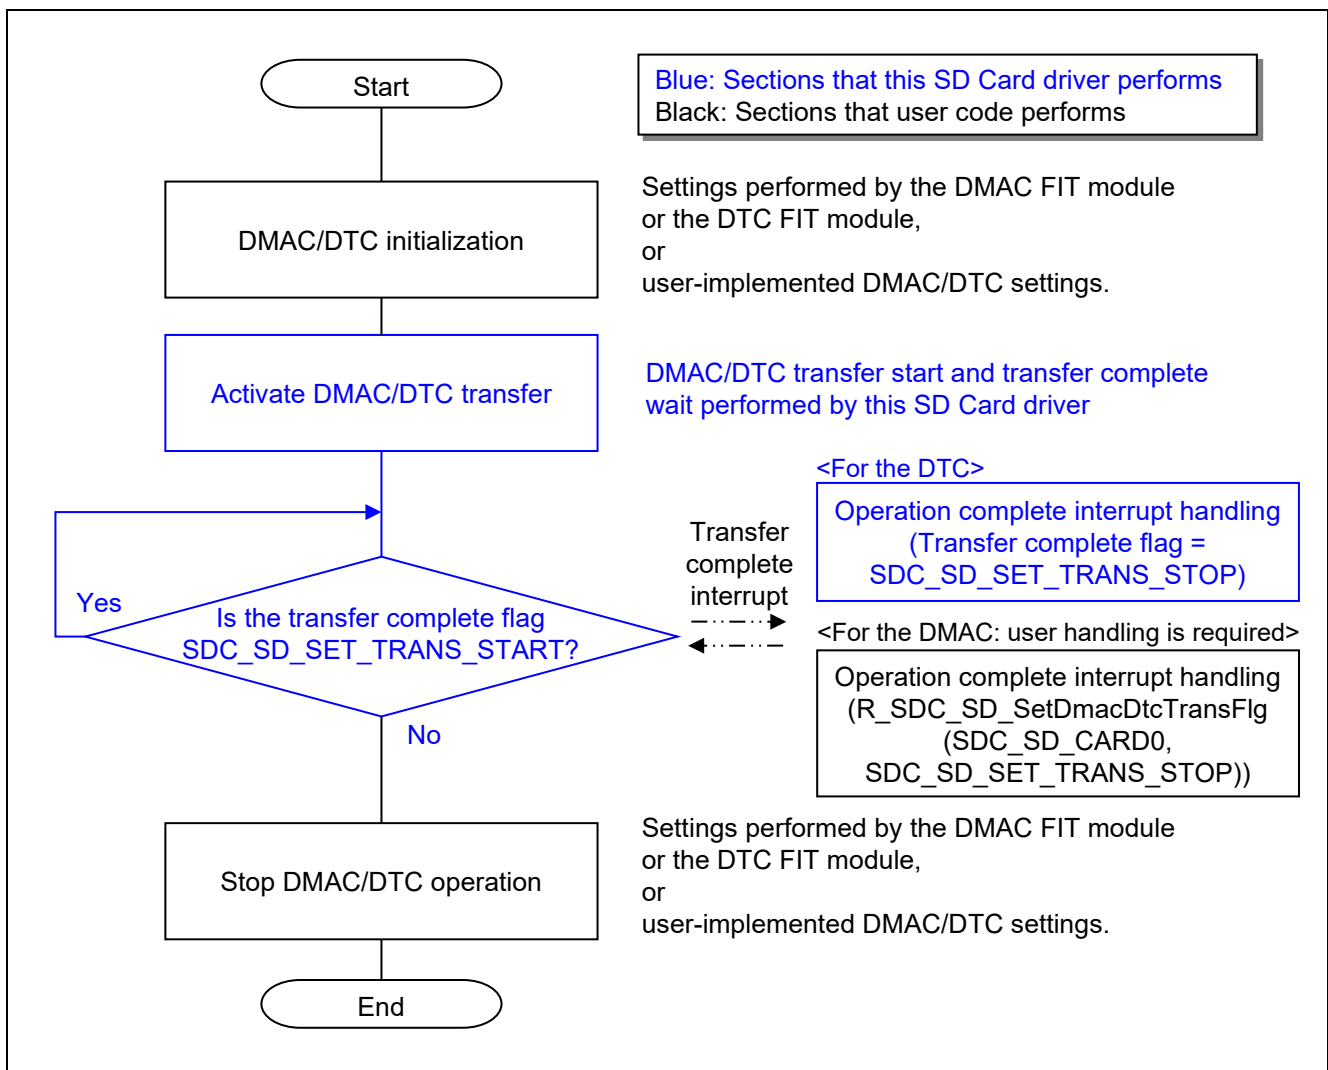 Start
Blue: Sections that this SD Card driver performs
Black: Sections that user code performs
DMAC/DTC initialization
Settings performed by the DMAC FIT module
or the DTC FIT module,
or
user-implemented DMAC/DTC settings.
Activate DMAC/DTC transfer
DMAC/DTC transfer start and transfer complete
wait performed by this SD Card driver
<For the DTC>
Operation complete interrupt handling
(Transfer complete flag =
SDC_SD_SET_TRANS_STOP)
Transfer
complete
interrupt
Yes
Is the transfer complete flag
SDC_SD_SET_TRANS_START?
No
<For the DMAC: user handling is required>
Operation complete interrupt handling
(R_SDC_SD_SetDmacDtcTransFlg
(SDC_SD_CARD0,
SDC_SD_SET_TRANS_STOP))
Stop DMAC/DTC operation
Settings performed by the DMAC FIT module
or the DTC FIT module,
or
user-implemented DMAC/DTC settings.
End